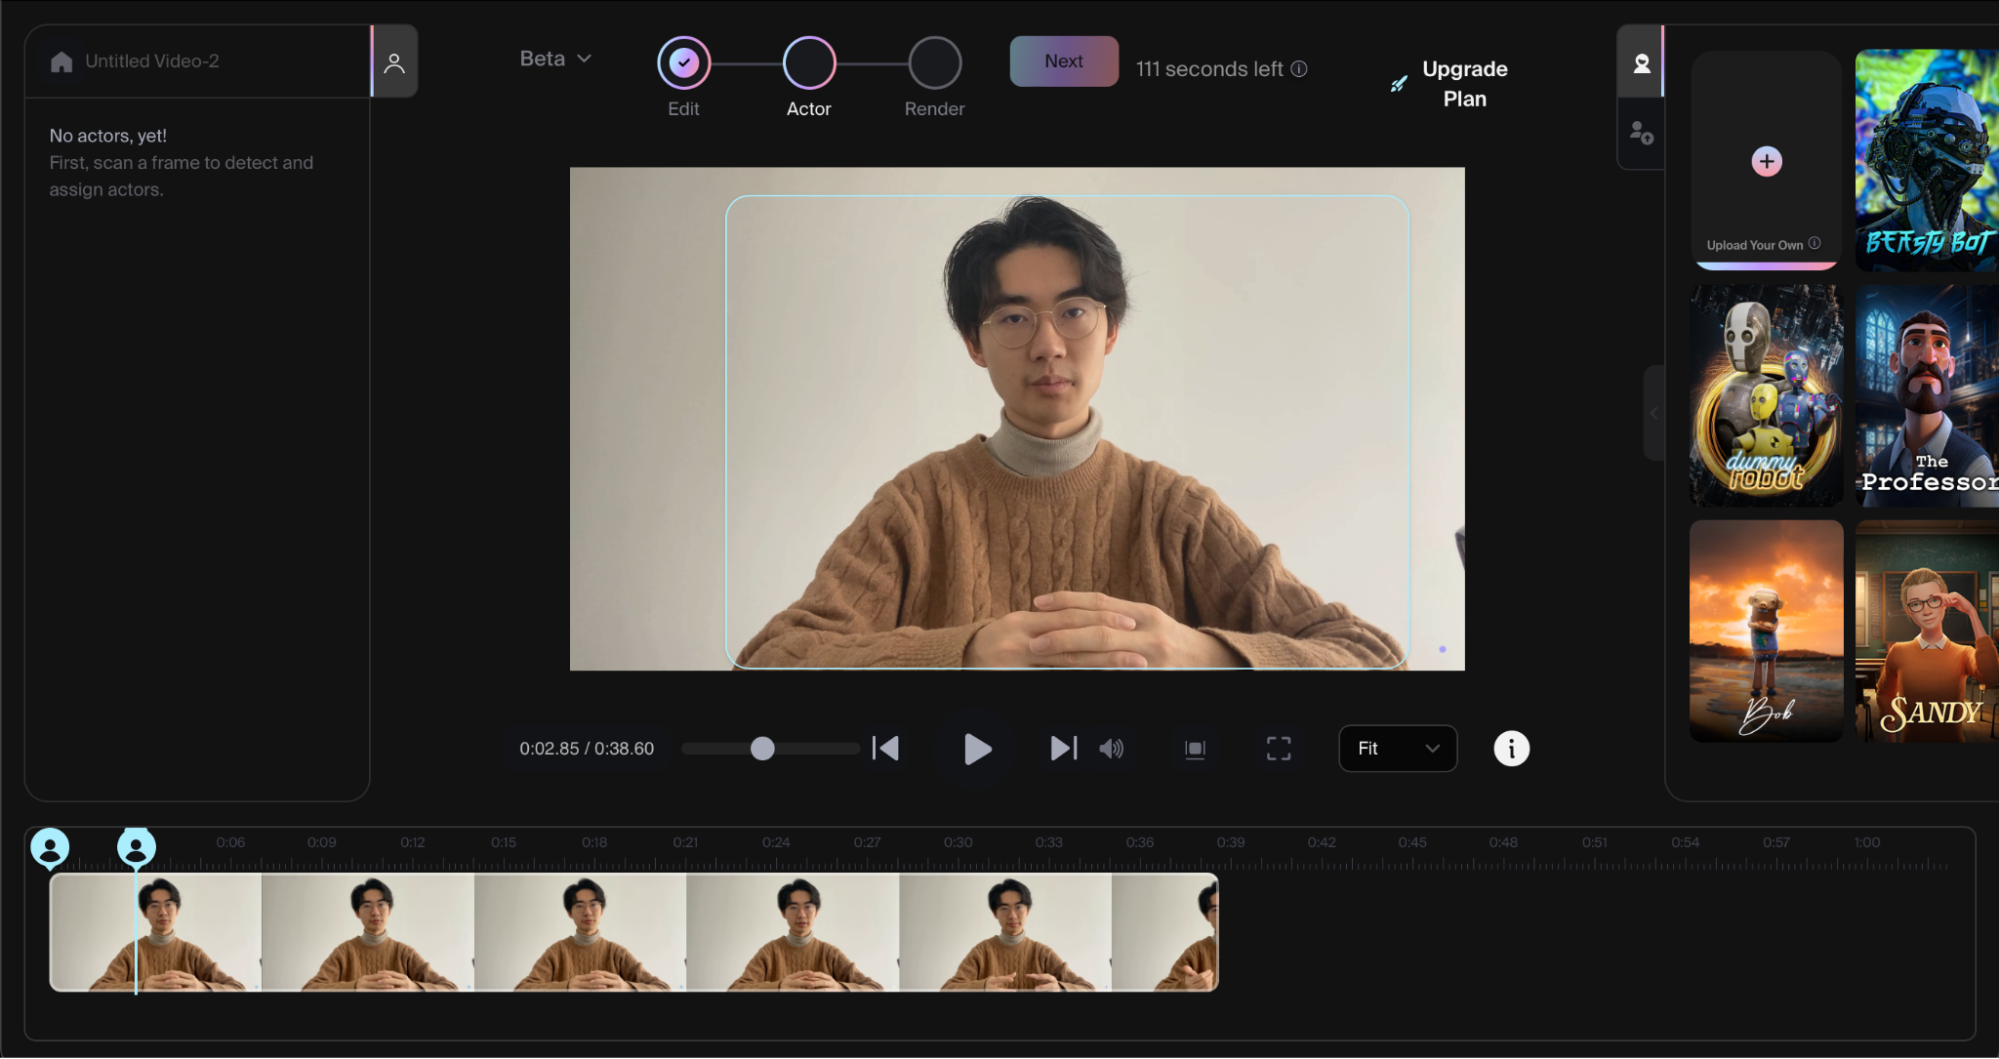 Untitled Video-2
No actors, yet!
First, scan a frame to detect and
assign actors.
Beta
Edit
Actor
Render
Next
111 seconds left
Upgrade
Plan
Upload Your Own
BEASTY BOT
dummy
robot
The
Professor
Bob
SANDY
0:02.85 / 0:38.60
Fit
0:06 0:09 0:12 0:15 0:18 0:21 0:24 0:27 0:30 0:33 0:36 0:39 0:42 0:45 0:48 0:51 0:54 0:57 1:00